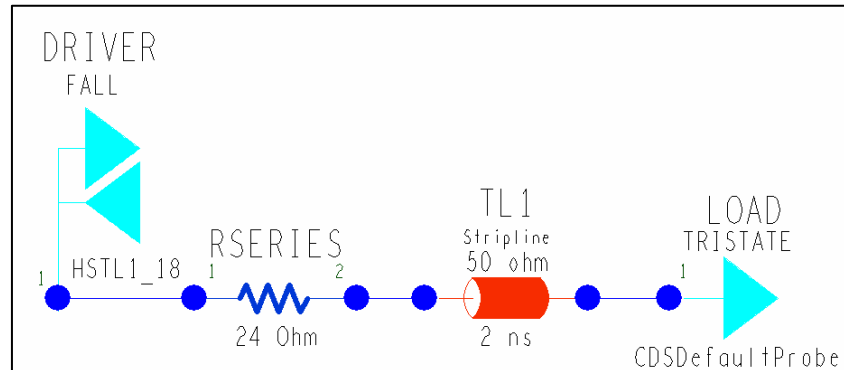 DRIVER
FALL
HSTL1_18
1
RSERIES
1 2
24 Ohm
TL1
Stripline
50 ohm
2 ns
LOAD
TRISTATE
1
CDSDefaultProbe